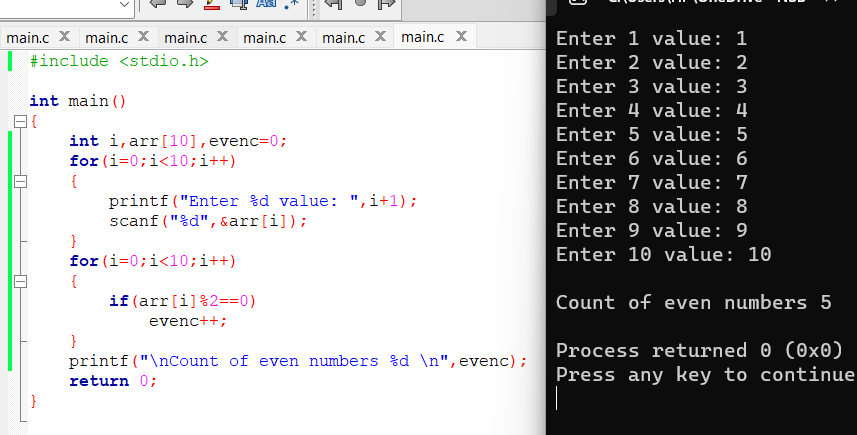 main.c X main.c X main.c X main.c X main.c X main.c X
#include <stdio.h>
int main()
{
int i,arr[10],evenc=0;
for(i=0;i<10;i++)
{
printf("Enter %d value: ",i+1);
scanf("%d",&arr[i]);
}
for(i=0;i<10;i++)
{
if(arr[i]%2==0)
evenc++;
}
printf("\nCount of even numbers %d \n",evenc);
return 0;
}
Enter 1 value: 1
Enter 2 value: 2
Enter 3 value: 3
Enter 4 value: 4
Enter 5 value: 5
Enter 6 value: 6
Enter 7 value: 7
Enter 8 value: 8
Enter 9 value: 9
Enter 10 value: 10
Count of even numbers 5
Process returned 0 (0x0)
Press any key to continue